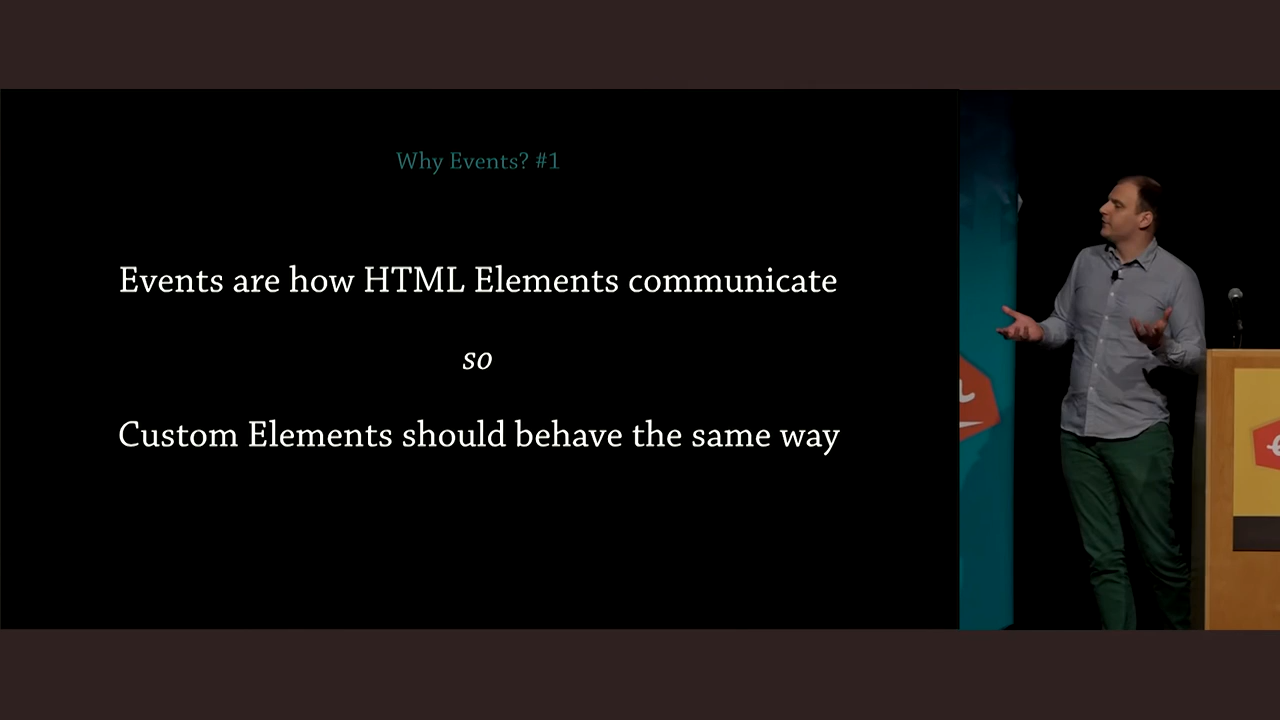 Why Events? #1
Events are how HTML Elements communicate
so
Custom Elements should behave the same way